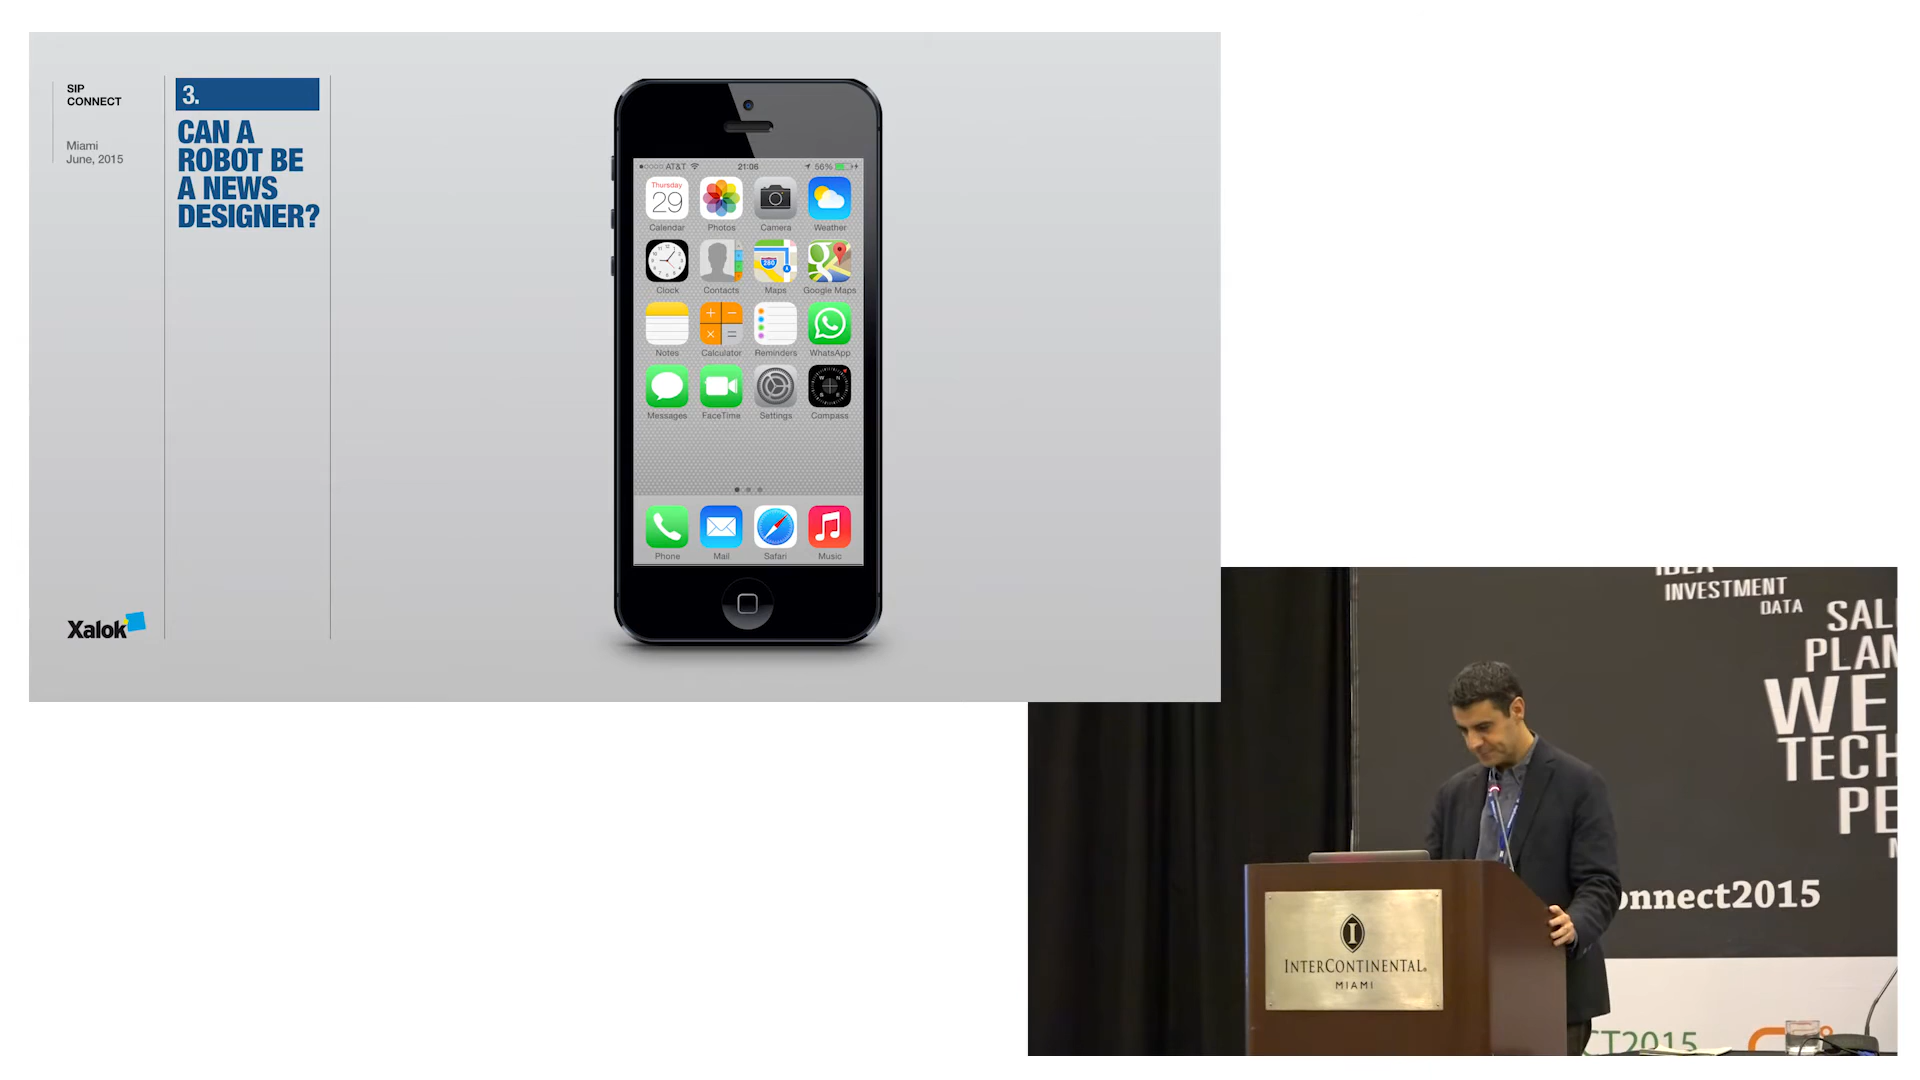 SIP
CONNECT
Miami
June, 2015
3.
CAN A
ROBOT BE
A NEWS
DESIGNER?
Xalok
AT&T 21:06 56%
Thursday
29
Calendar Photos Camera Weather
280
Clock Contacts Maps Google Maps
Notes Calculator Reminders WhatsApp
Messages FaceTime Settings Compass
Phone Mail Safari Music
IDEA
INVESTMENT
DATA
SAL
PLAN
WE
TECH
PE
onnect2015
INTERCONTINENTAL
MIAMI
CT2015